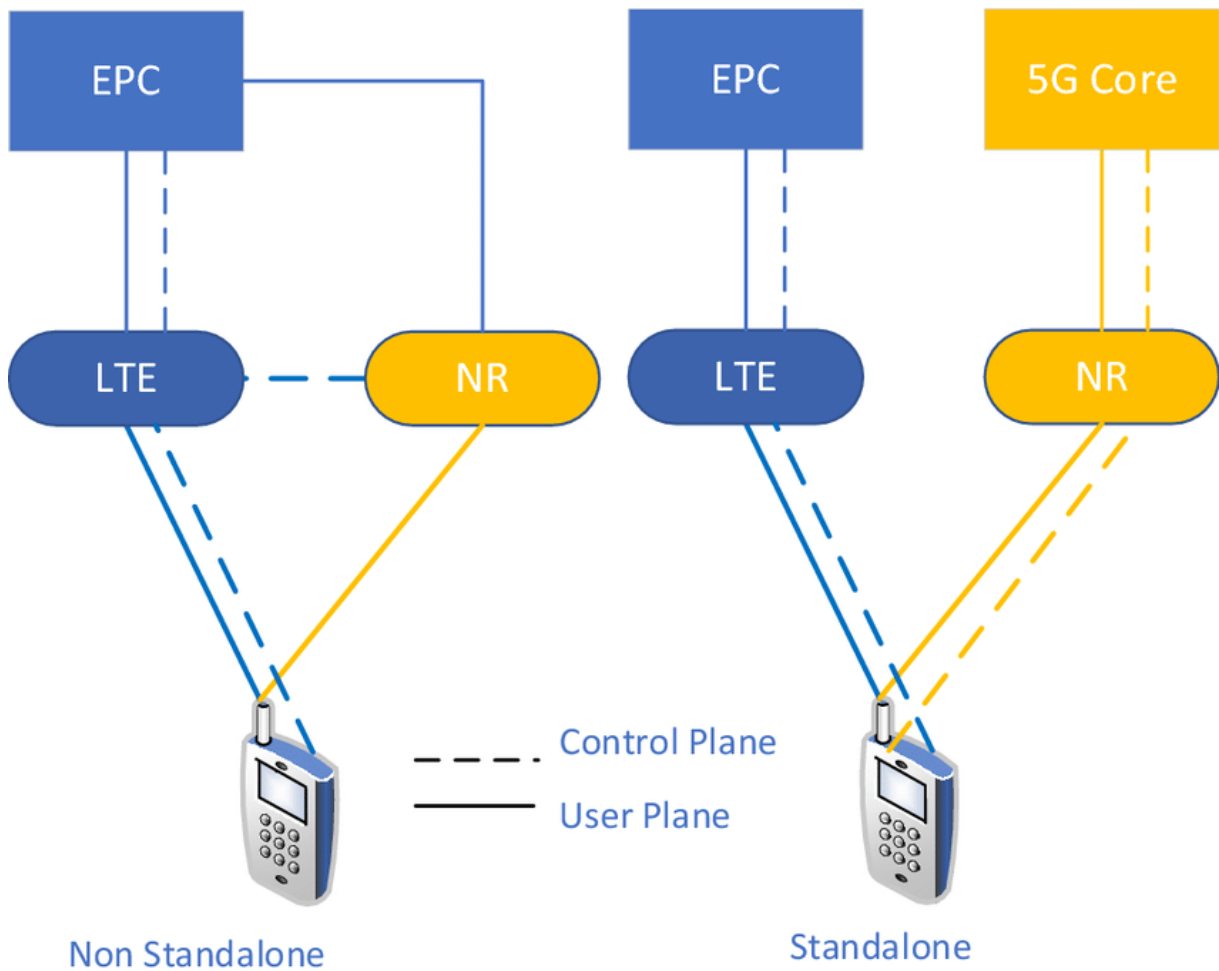 EPC
EPC
5G Core
LTE
NR
LTE
NR
Control Plane
User Plane
Non Standalone
Standalone